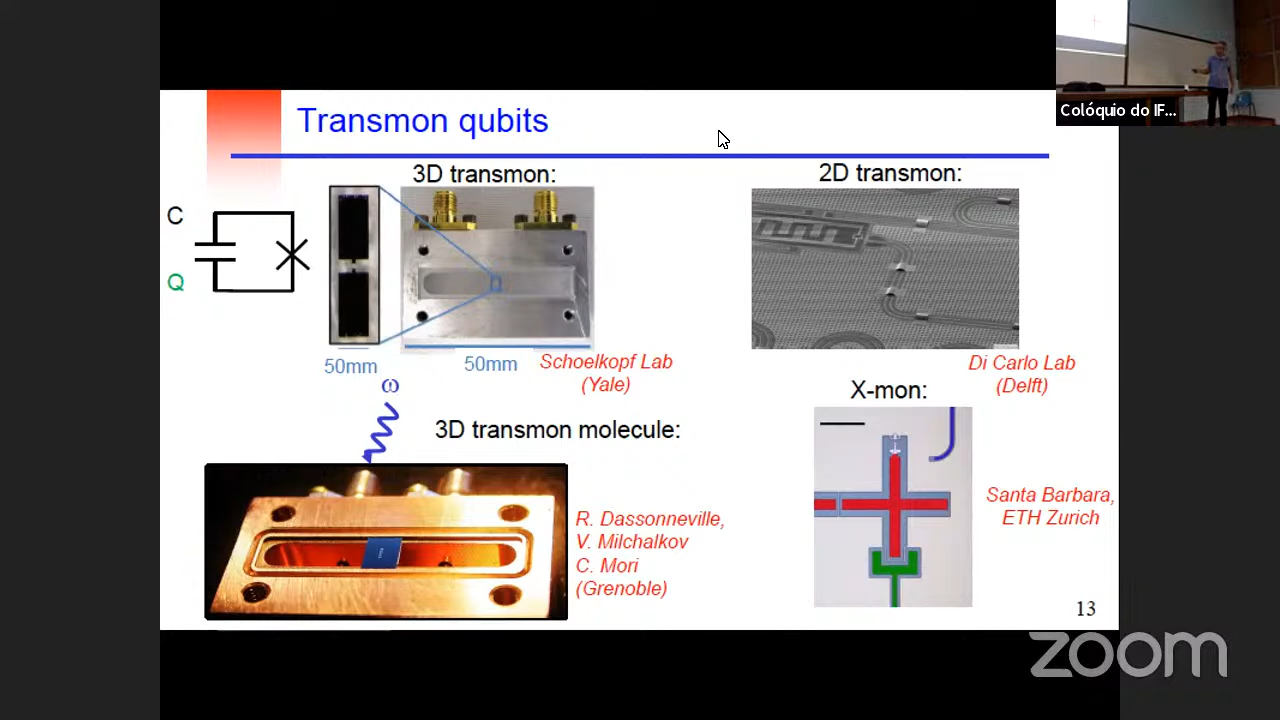 Colóquio do IF...
Transmon qubits
3D transmon:
2D transmon:
C
Q
50mm
50mm
Schoelkopf Lab
(Yale)
Di Carlo Lab
(Delft)
ω
3D transmon molecule:
X-mon:
R. Dassonneville,
V. Milchalkov
C. Mori
(Grenoble)
Santa Barbara,
ETH Zurich
13
zoom